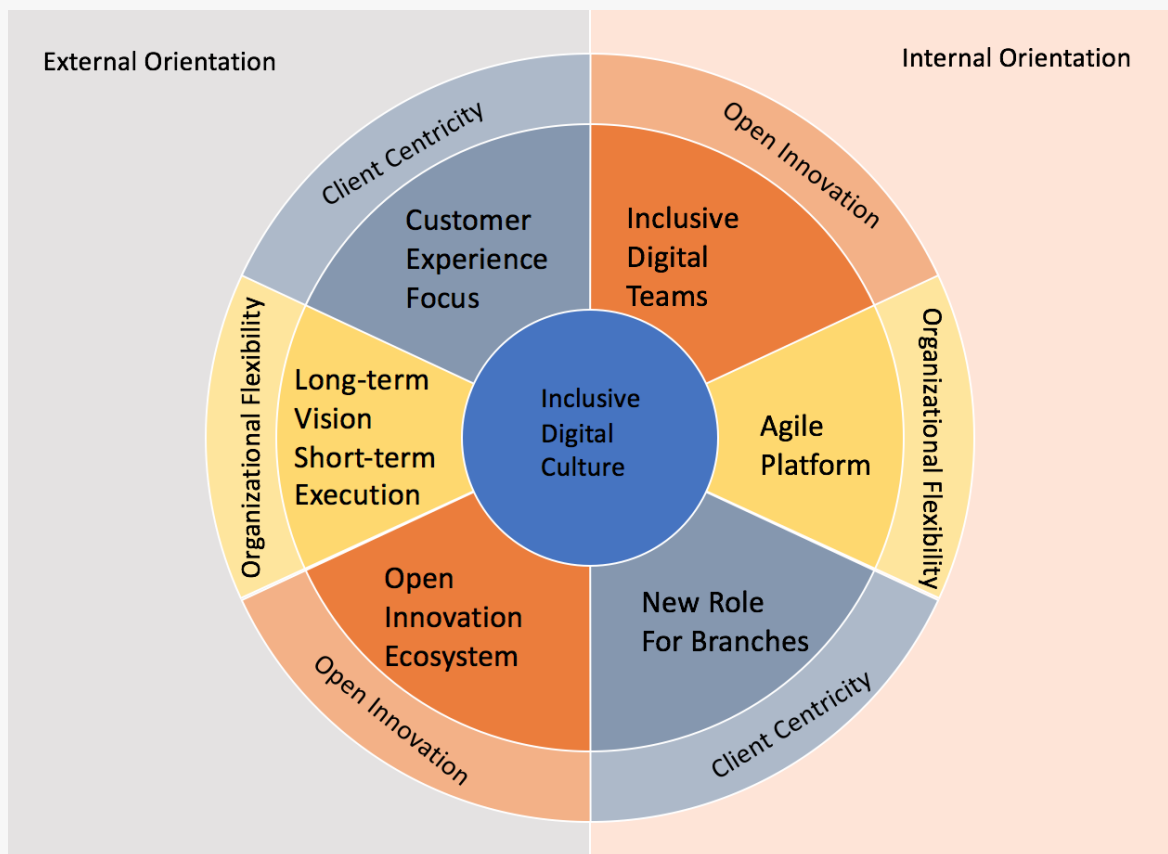 External Orientation
Internal Orientation
Client Centricity
Open Innovation
Customer
Experience
Focus
Inclusive
Digital
Teams
Organizational Flexibility
Long-term
Vision
Short-term
Execution
Inclusive
Digital
Culture
Agile
Platform
Organizational Flexibility
Open
Innovation
Ecosystem
New Role
For Branches
Open Innovation
Client Centricity